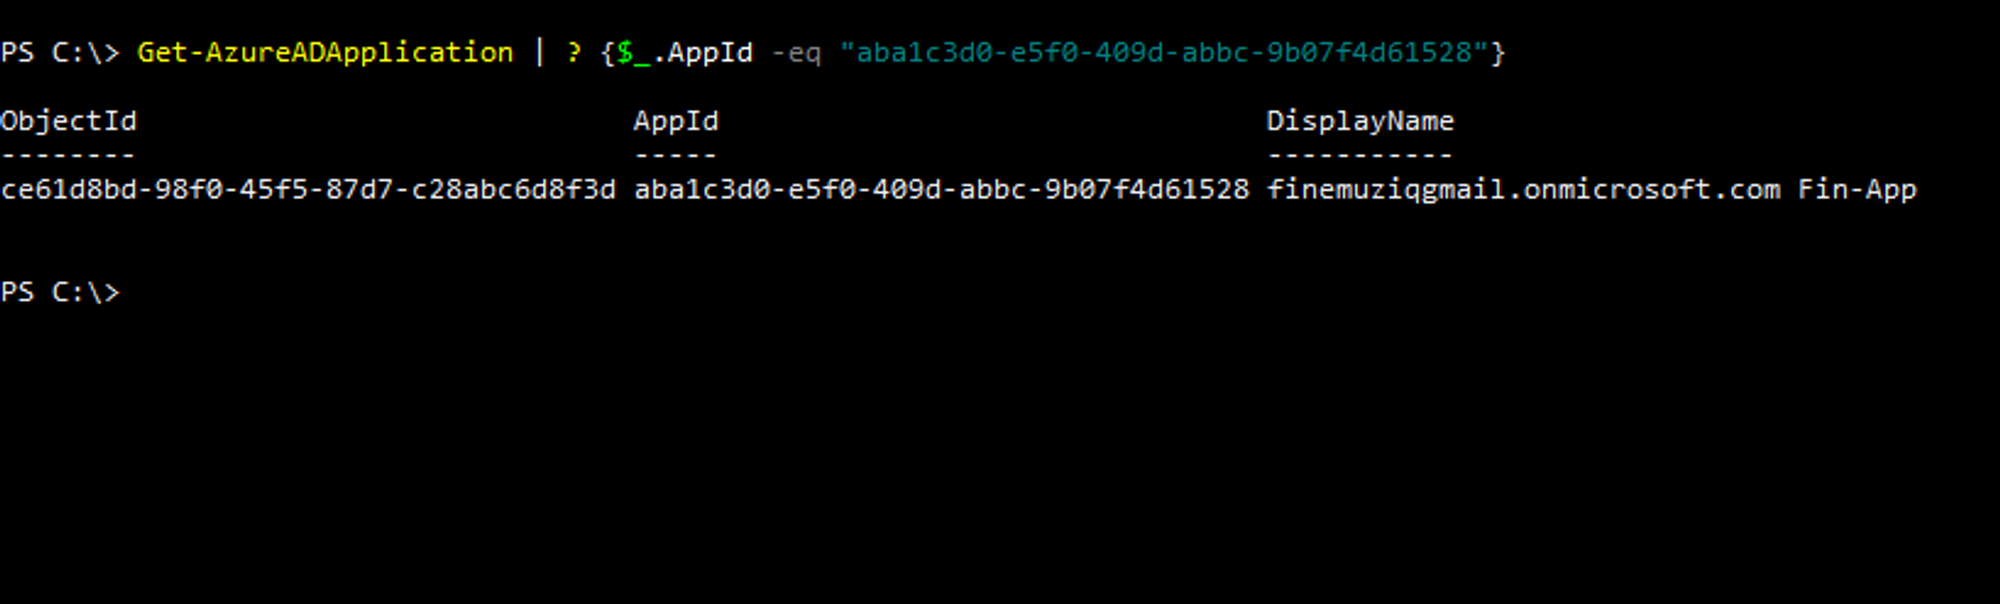 PS C:\> Get-AzureADApplication | ? {$_.AppId -eq "aba1c3d0-e5f0-409d-abbc-9b07f4d61528"}
ObjectId AppId DisplayName
-------- ----- -----------
ce61d8bd-98f0-45f5-87d7-c28abc6d8f3d aba1c3d0-e5f0-409d-abbc-9b07f4d61528 finemuziqgmail.onmicrosoft.com Fin-App
PS C:\>